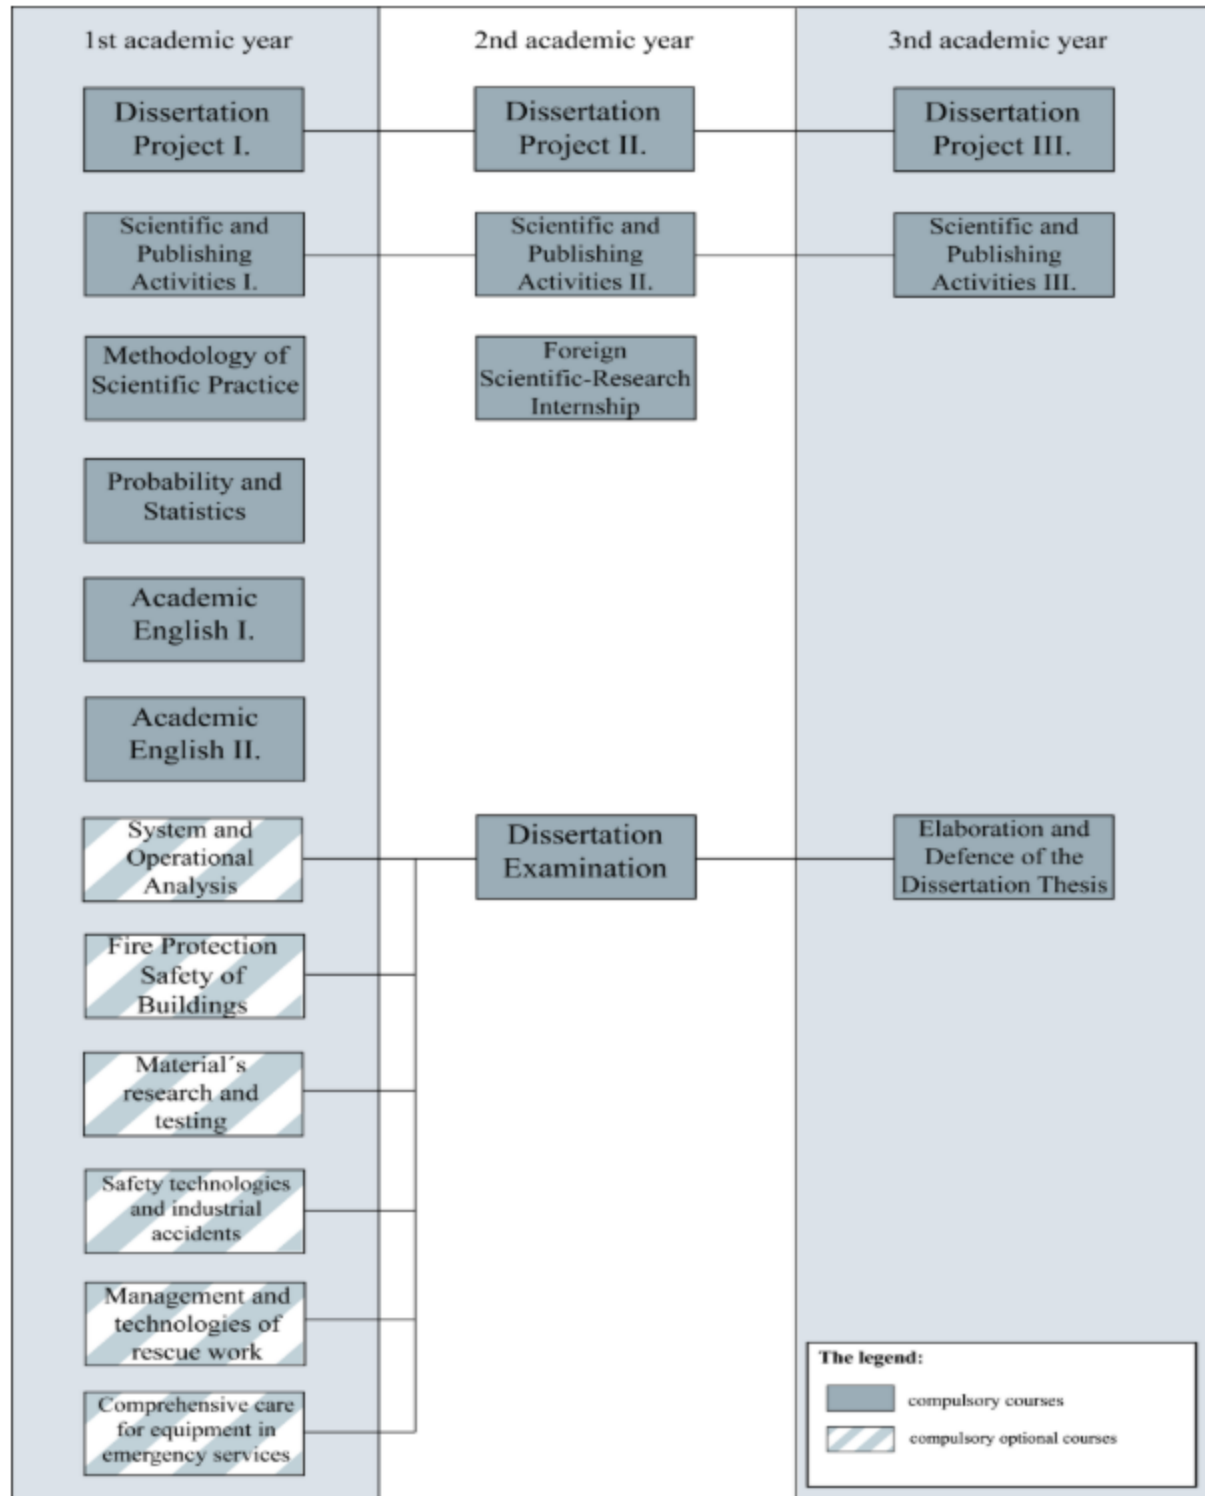 1st academic year
2nd academic year
3nd academic year
Dissertation
Project I.
Dissertation
Project II.
Dissertation
Project III.
Scientific and
Publishing
Activities I.
Scientific and
Publishing
Activities II.
Scientific and
Publishing
Activities III.
Methodology of
Scientific Practice
Foreign
Scientific-Research
Internship
Probability and
Statistics
Academic
English I.
Academic
English II.
System and
Operational
Analysis
Dissertation
Examination
Elaboration and
Defence of the
Dissertation Thesis
Fire Protection
Safety of
Buildings
Material´s
research and
testing
Safety technologies
and industrial
accidents
Management and
technologies of
rescue work
Comprehensive care
for equipment in
emergency services
The legend:
compulsory courses
compulsory optional courses